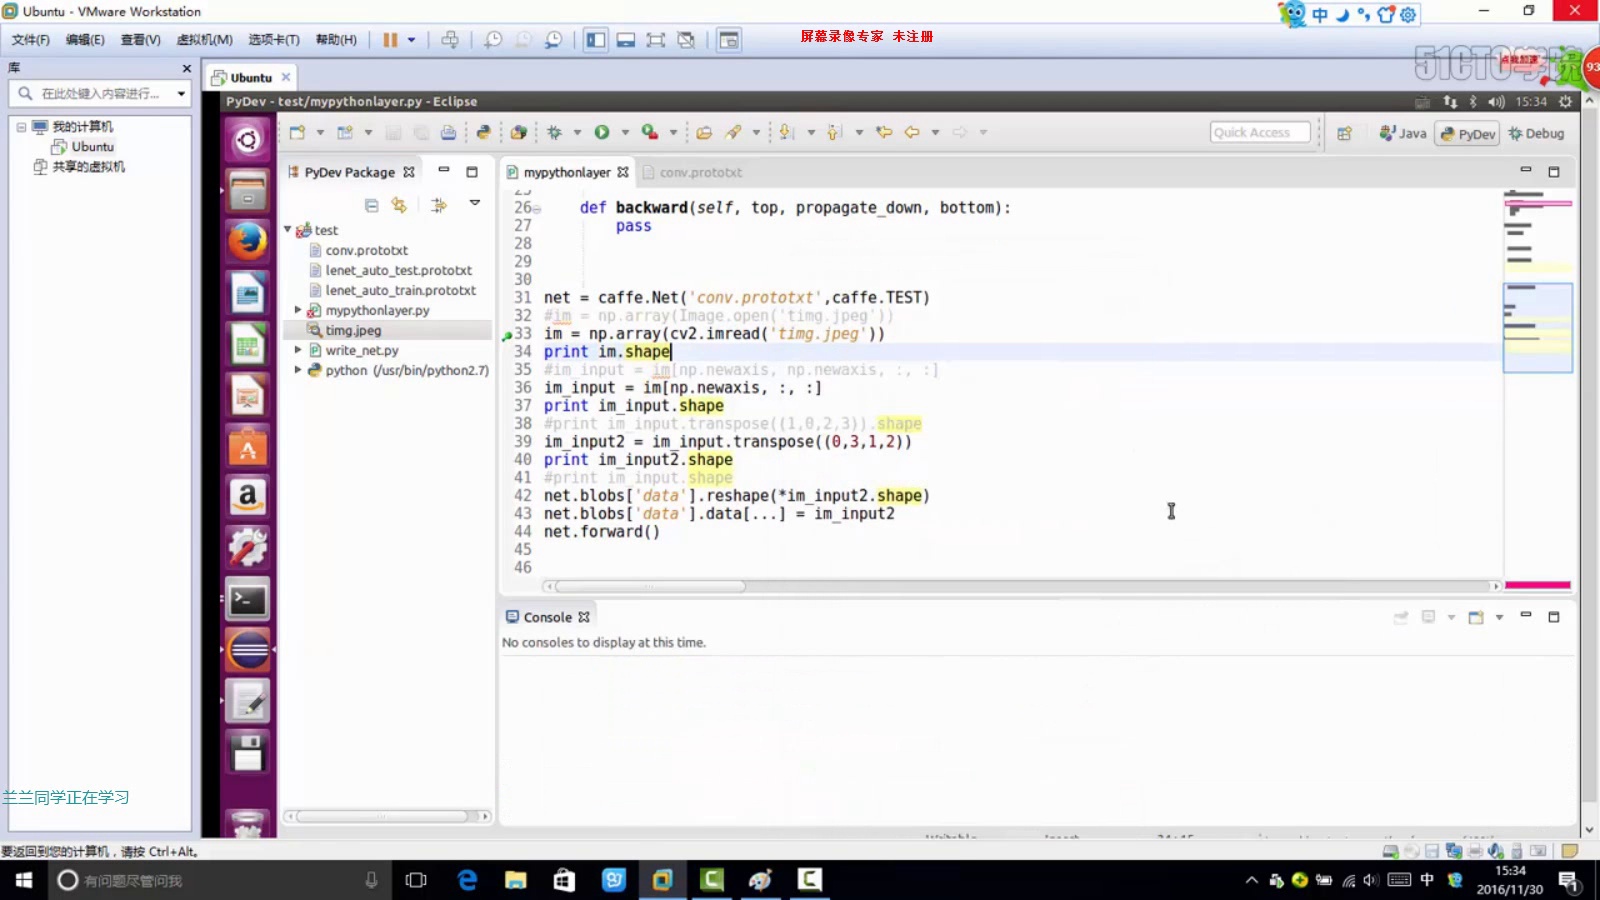 Ubuntu - VMware Workstation
中
文件(F) 编辑(E) 查看(V) 虚拟机(M) 选项卡(T) 帮助(H)
屏幕录像专家 未注册
51CTO学院
点我加速
93
库
在此处键入内容进行...
我的计算机
Ubuntu
共享的虚拟机
Ubuntu
PyDev - test/mypythonlayer.py - Eclipse
15:34
Quick Access
Java
PyDev
Debug
PyDev Package
test
conv.prototxt
lenet_auto_test.prototxt
lenet_auto_train.prototxt
mypythonlayer.py
timg.jpeg
write_net.py
python (/usr/bin/python2.7)
mypythonlayer
conv.prototxt
25
26 def backward(self, top, propagate_down, bottom):
27 pass
28
29
30
31 net = caffe.Net('conv.prototxt',caffe.TEST)
32 #im = np.array(Image.open('timg.jpeg'))
33 im = np.array(cv2.imread('timg.jpeg'))
34 print im.shape
35 #im_input = im[np.newaxis, np.newaxis, :, :]
36 im_input = im[np.newaxis, :, :]
37 print im_input.shape
38 #print im_input.transpose((1,0,2,3)).shape
39 im_input2 = im_input.transpose((0,3,1,2))
40 print im_input2.shape
41 #print im_input.shape
42 net.blobs['data'].reshape(*im_input2.shape)
43 net.blobs['data'].data[...] = im_input2
44 net.forward()
45
46
Console
No consoles to display at this time.
兰兰同学正在学习
要返回到您的计算机，请按 Ctrl+Alt。
有问题尽管问我
中
15:34
2016/11/30
1